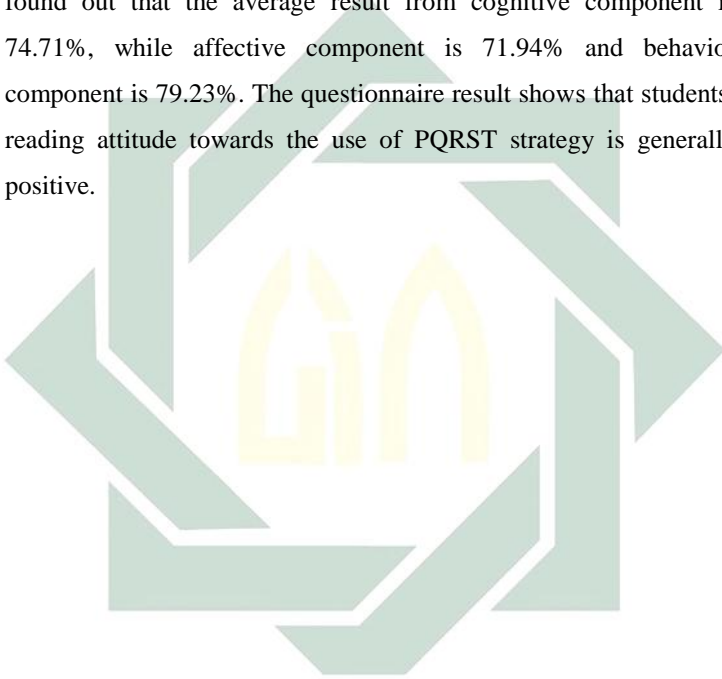 found out that the average result from cognitive component i
74.71%, while affective component is 71.94% and behavio
component is 79.23%. The questionnaire result shows that students
reading attitude towards the use of PQRST strategy is generall
positive.